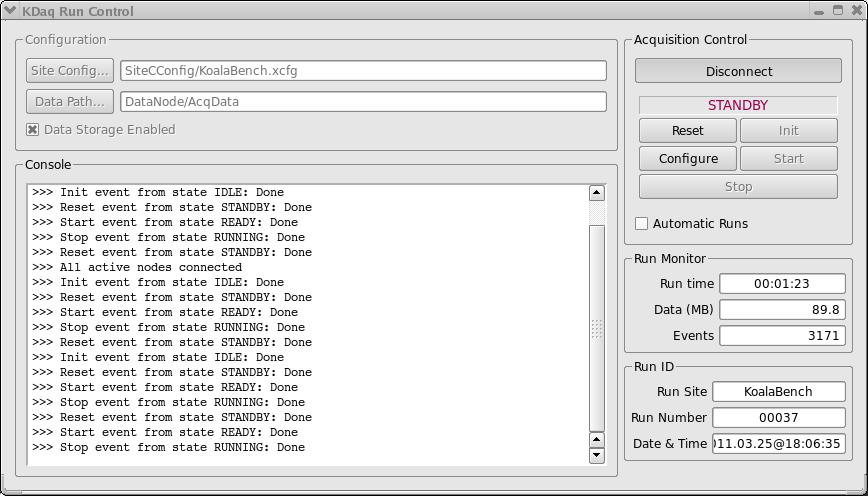 KDaq Run Control
Configuration
Site Config... SiteCConfig/KoalaBench.xcfg
Data Path... DataNode/AcqData
Data Storage Enabled
Console
>>> Init event from state IDLE: Done
>>> Reset event from state STANDBY: Done
>>> Start event from state READY: Done
>>> Stop event from state RUNNING: Done
>>> Reset event from state STANDBY: Done
>>> All active nodes connected
>>> Init event from state IDLE: Done
>>> Reset event from state STANDBY: Done
>>> Start event from state READY: Done
>>> Stop event from state RUNNING: Done
>>> Reset event from state STANDBY: Done
>>> Init event from state IDLE: Done
>>> Reset event from state STANDBY: Done
>>> Start event from state READY: Done
>>> Stop event from state RUNNING: Done
>>> Reset event from state STANDBY: Done
>>> Start event from state READY: Done
>>> Stop event from state RUNNING: Done
Acquisition Control
Disconnect
STANDBY
Reset Init
Configure Start
Stop
Automatic Runs
Run Monitor
Run time 00:01:23
Data (MB) 89.8
Events 3171
Run ID
Run Site KoalaBench
Run Number 00037
Date & Time 011.03.25@18:06:35